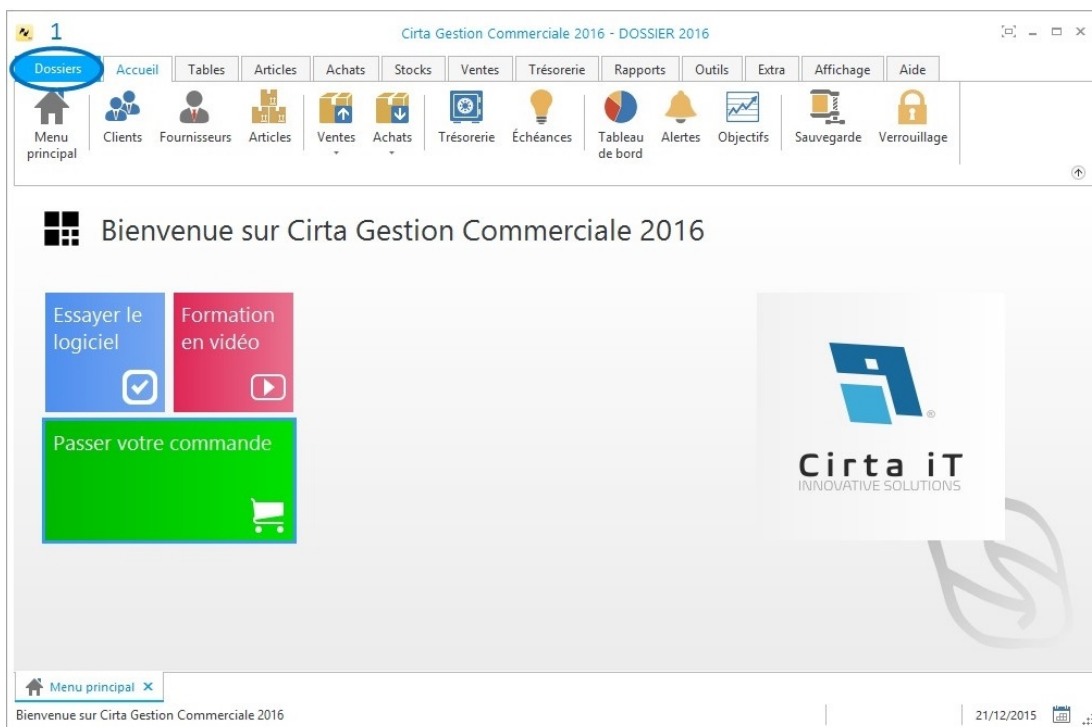 1
Cirta Gestion Commerciale 2016 - DOSSIER 2016
Dossiers Accueil Tables Articles Achats Stocks Ventes Trésorerie Rapports Outils Extra Affichage Aide
Menu principal
Clients
Fournisseurs
Articles
Ventes
Achats
Trésorerie
Échéances
Tableau de bord
Alertes
Objectifs
Sauvegarde
Verrouillage
Bienvenue sur Cirta Gestion Commerciale 2016
Essayer le
logiciel
Formation
en vidéo
Passer votre commande
Cirta iT
INNOVATIVE SOLUTIONS
®
Menu principal
Bienvenue sur Cirta Gestion Commerciale 2016
21/12/2015